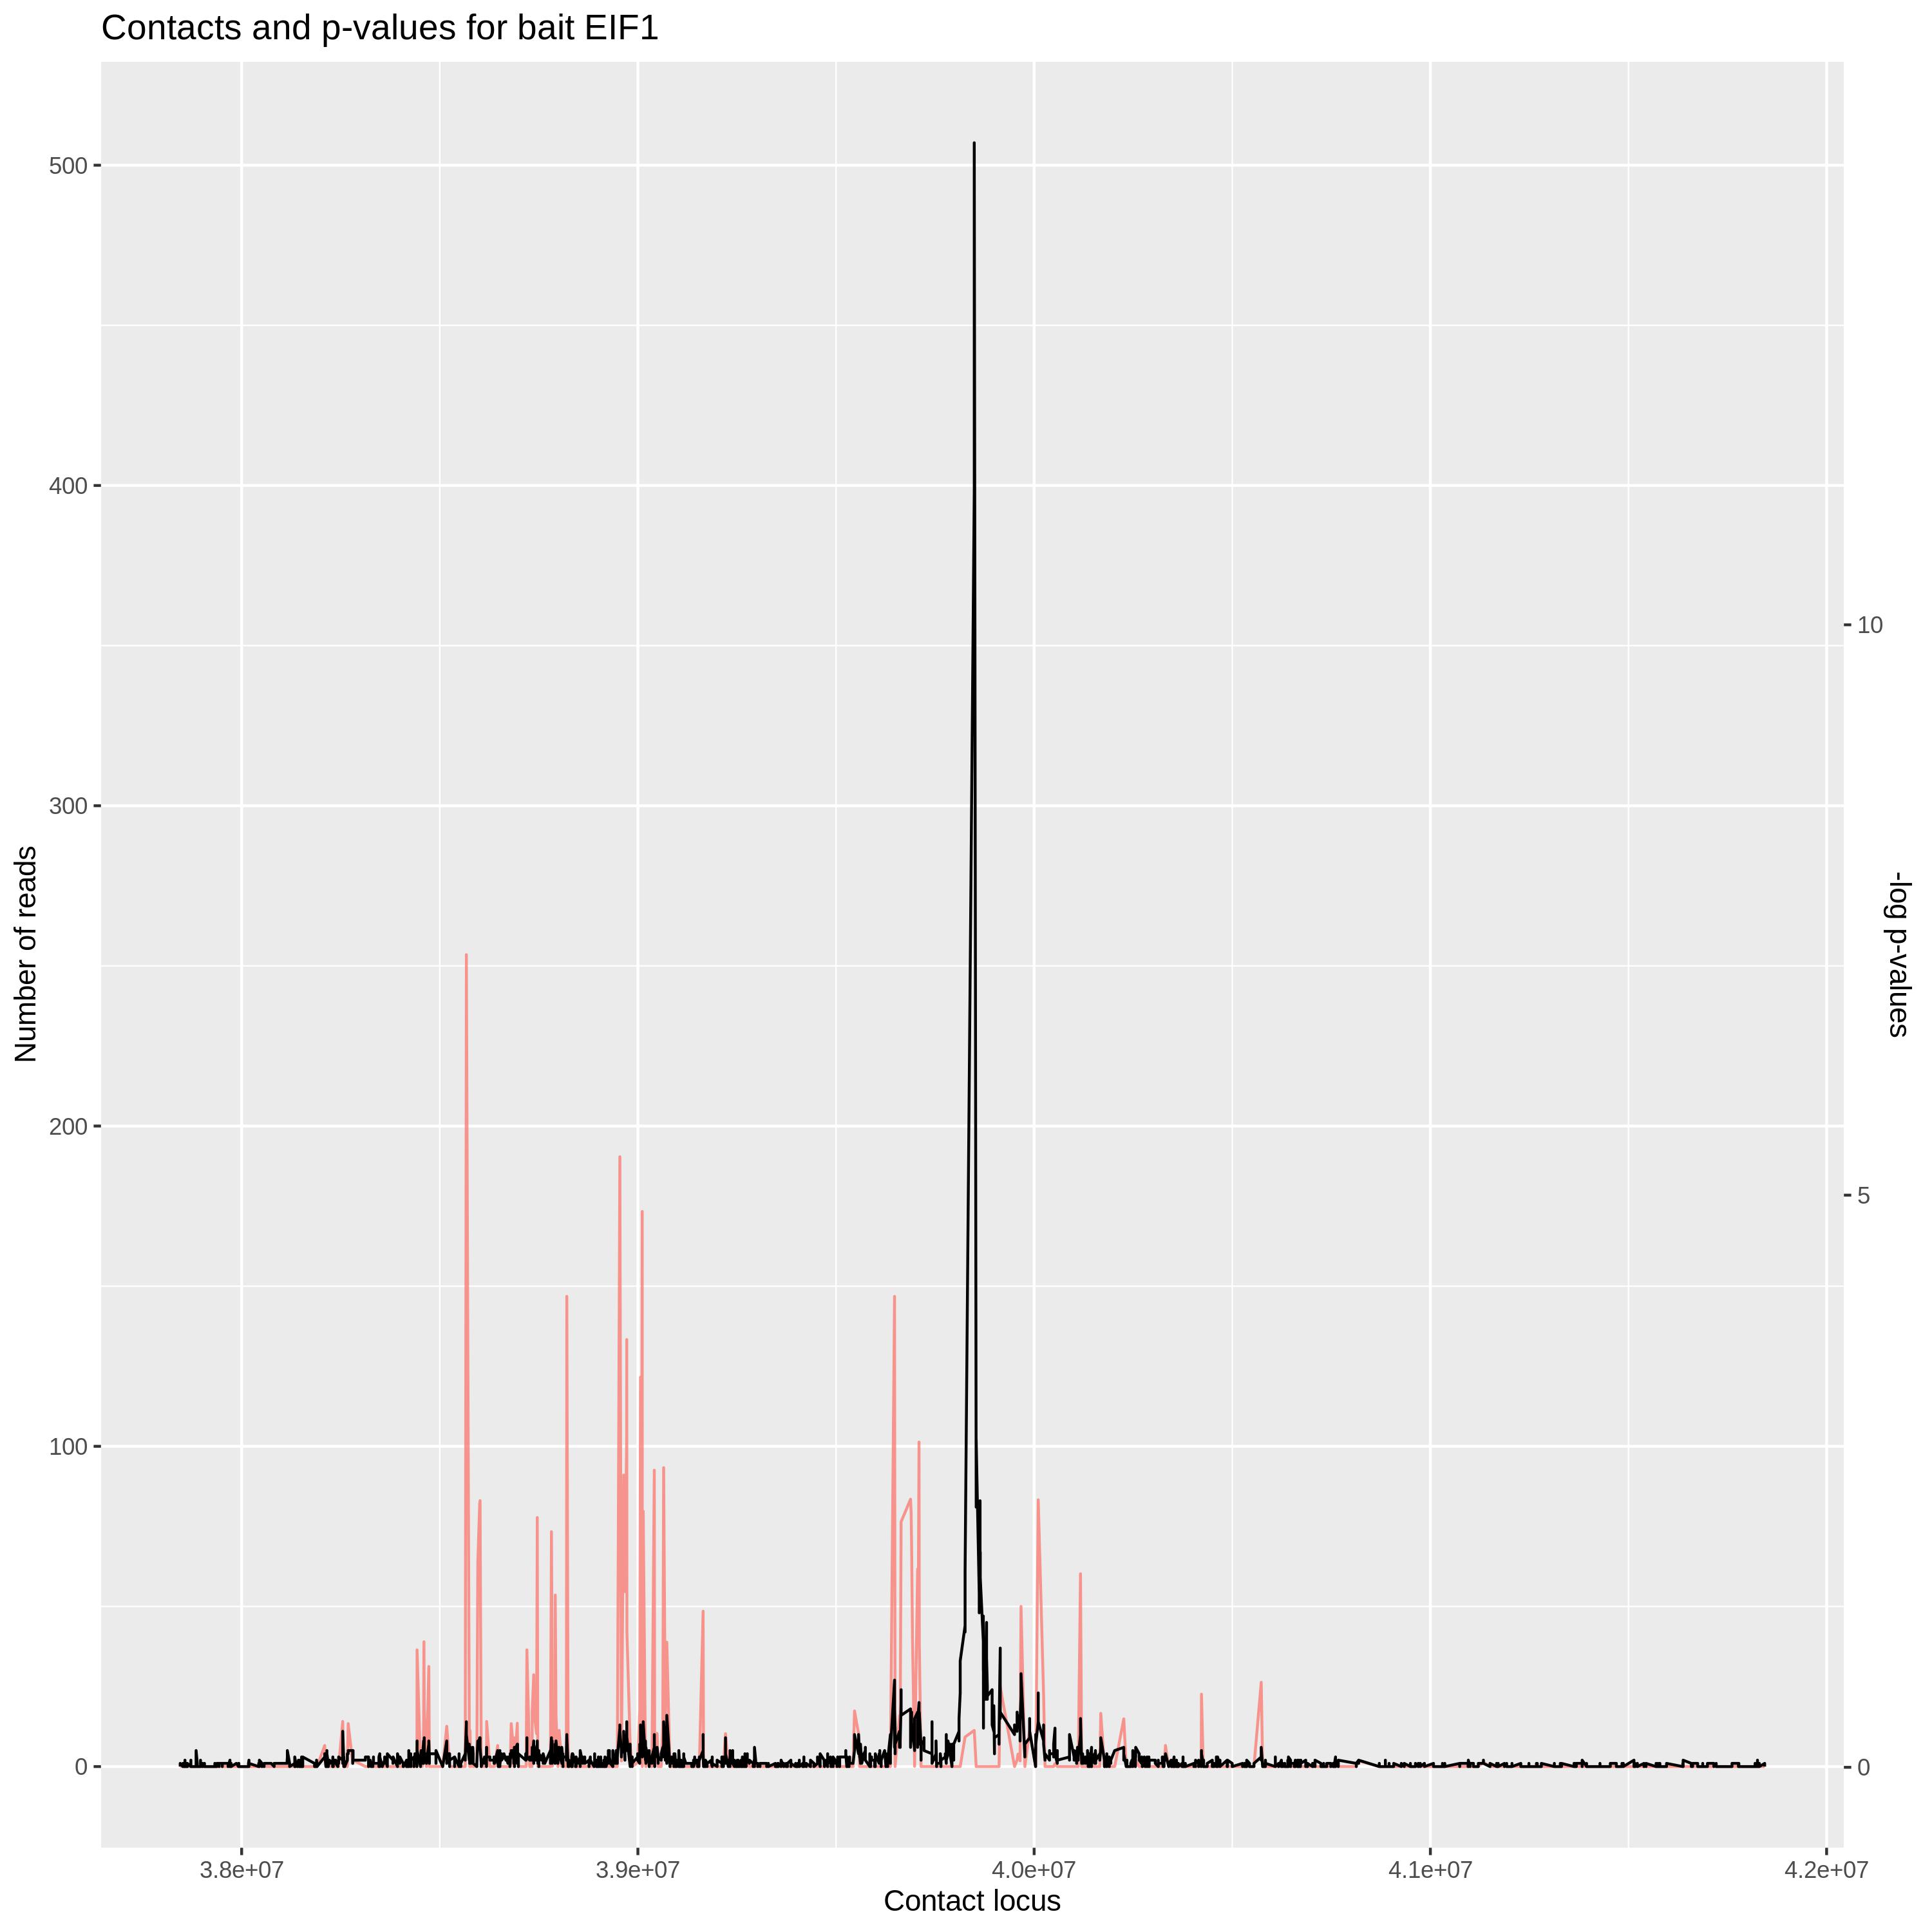 Contacts and p-values for bait EIF1
500
400
300
200
100
0
Number of reads
10
5
0
-log p-values
3.8e+07
3.9e+07
4.0e+07
4.1e+07
4.2e+07
Contact locus